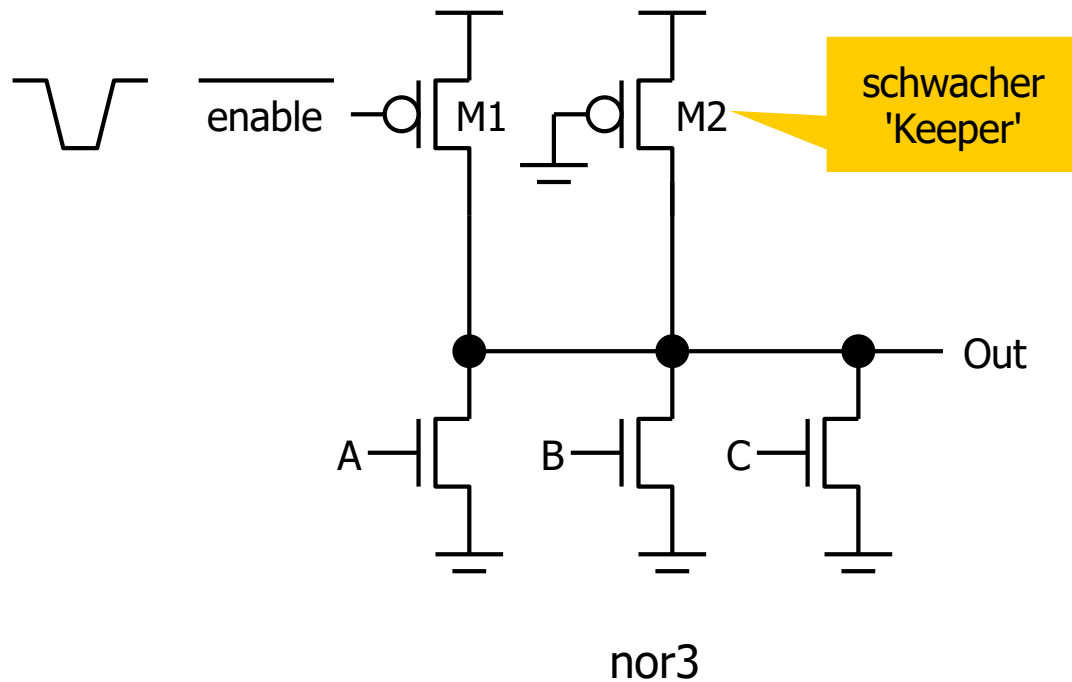 enable
M1
M2
schwacher
'Keeper'
Out
A
B
C
nor3